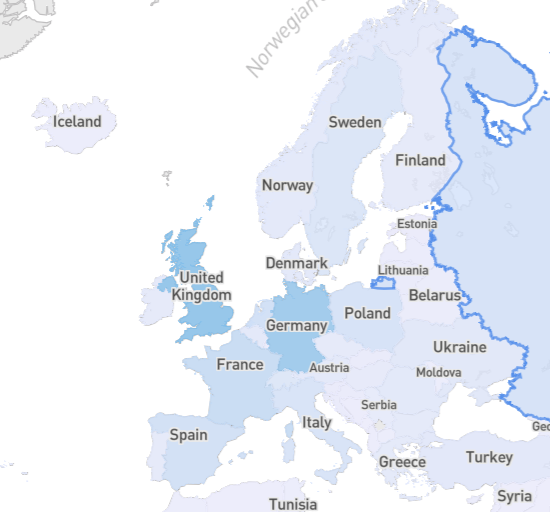 Norwegian
Iceland
Sweden
Finland
Norway
Estonia
Denmark
Lithuania
United
Kingdom
Belarus
Poland
Germany
Ukraine
France
Austria
Moldova
Serbia
Italy
Geo
Spain
Turkey
Greece
Syria
Tunisia